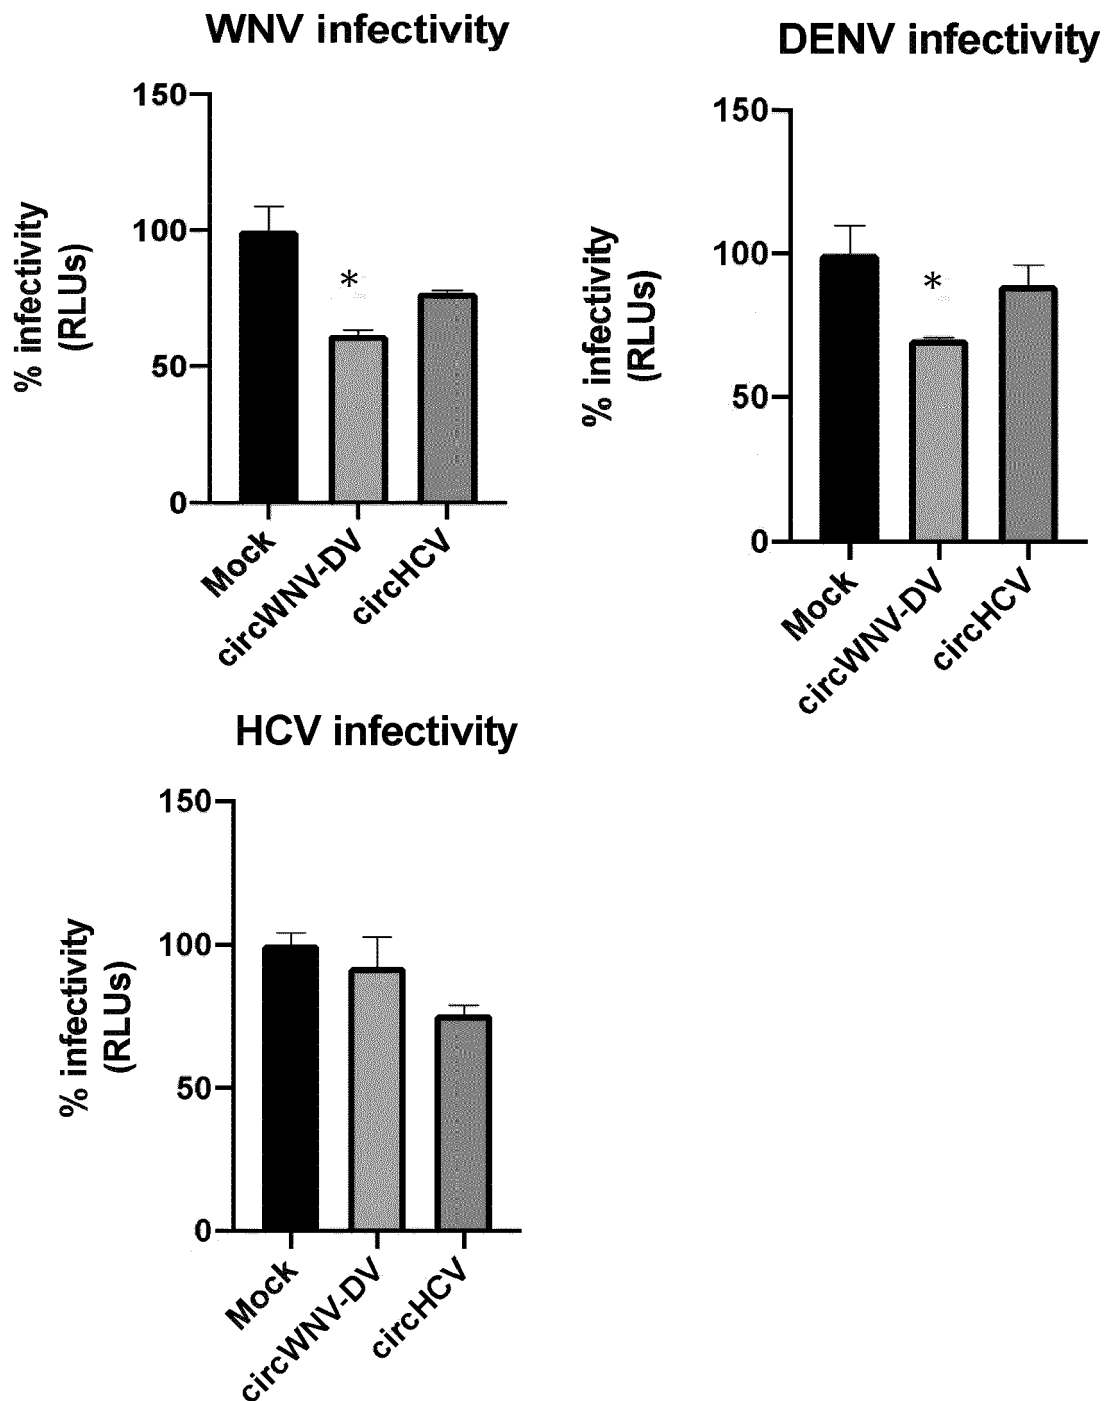 WNV infectivity
% infectivity
(RLUs)
150
100
50
0
*
Mock
circWNV-DV
circHCV
DENV infectivity
% infectivity
(RLUs)
150
100
50
0
*
Mock
circWNV-DV
circHCV
HCV infectivity
% infectivity
(RLUs)
150
100
50
0
Mock
circWNV-DV
circHCV